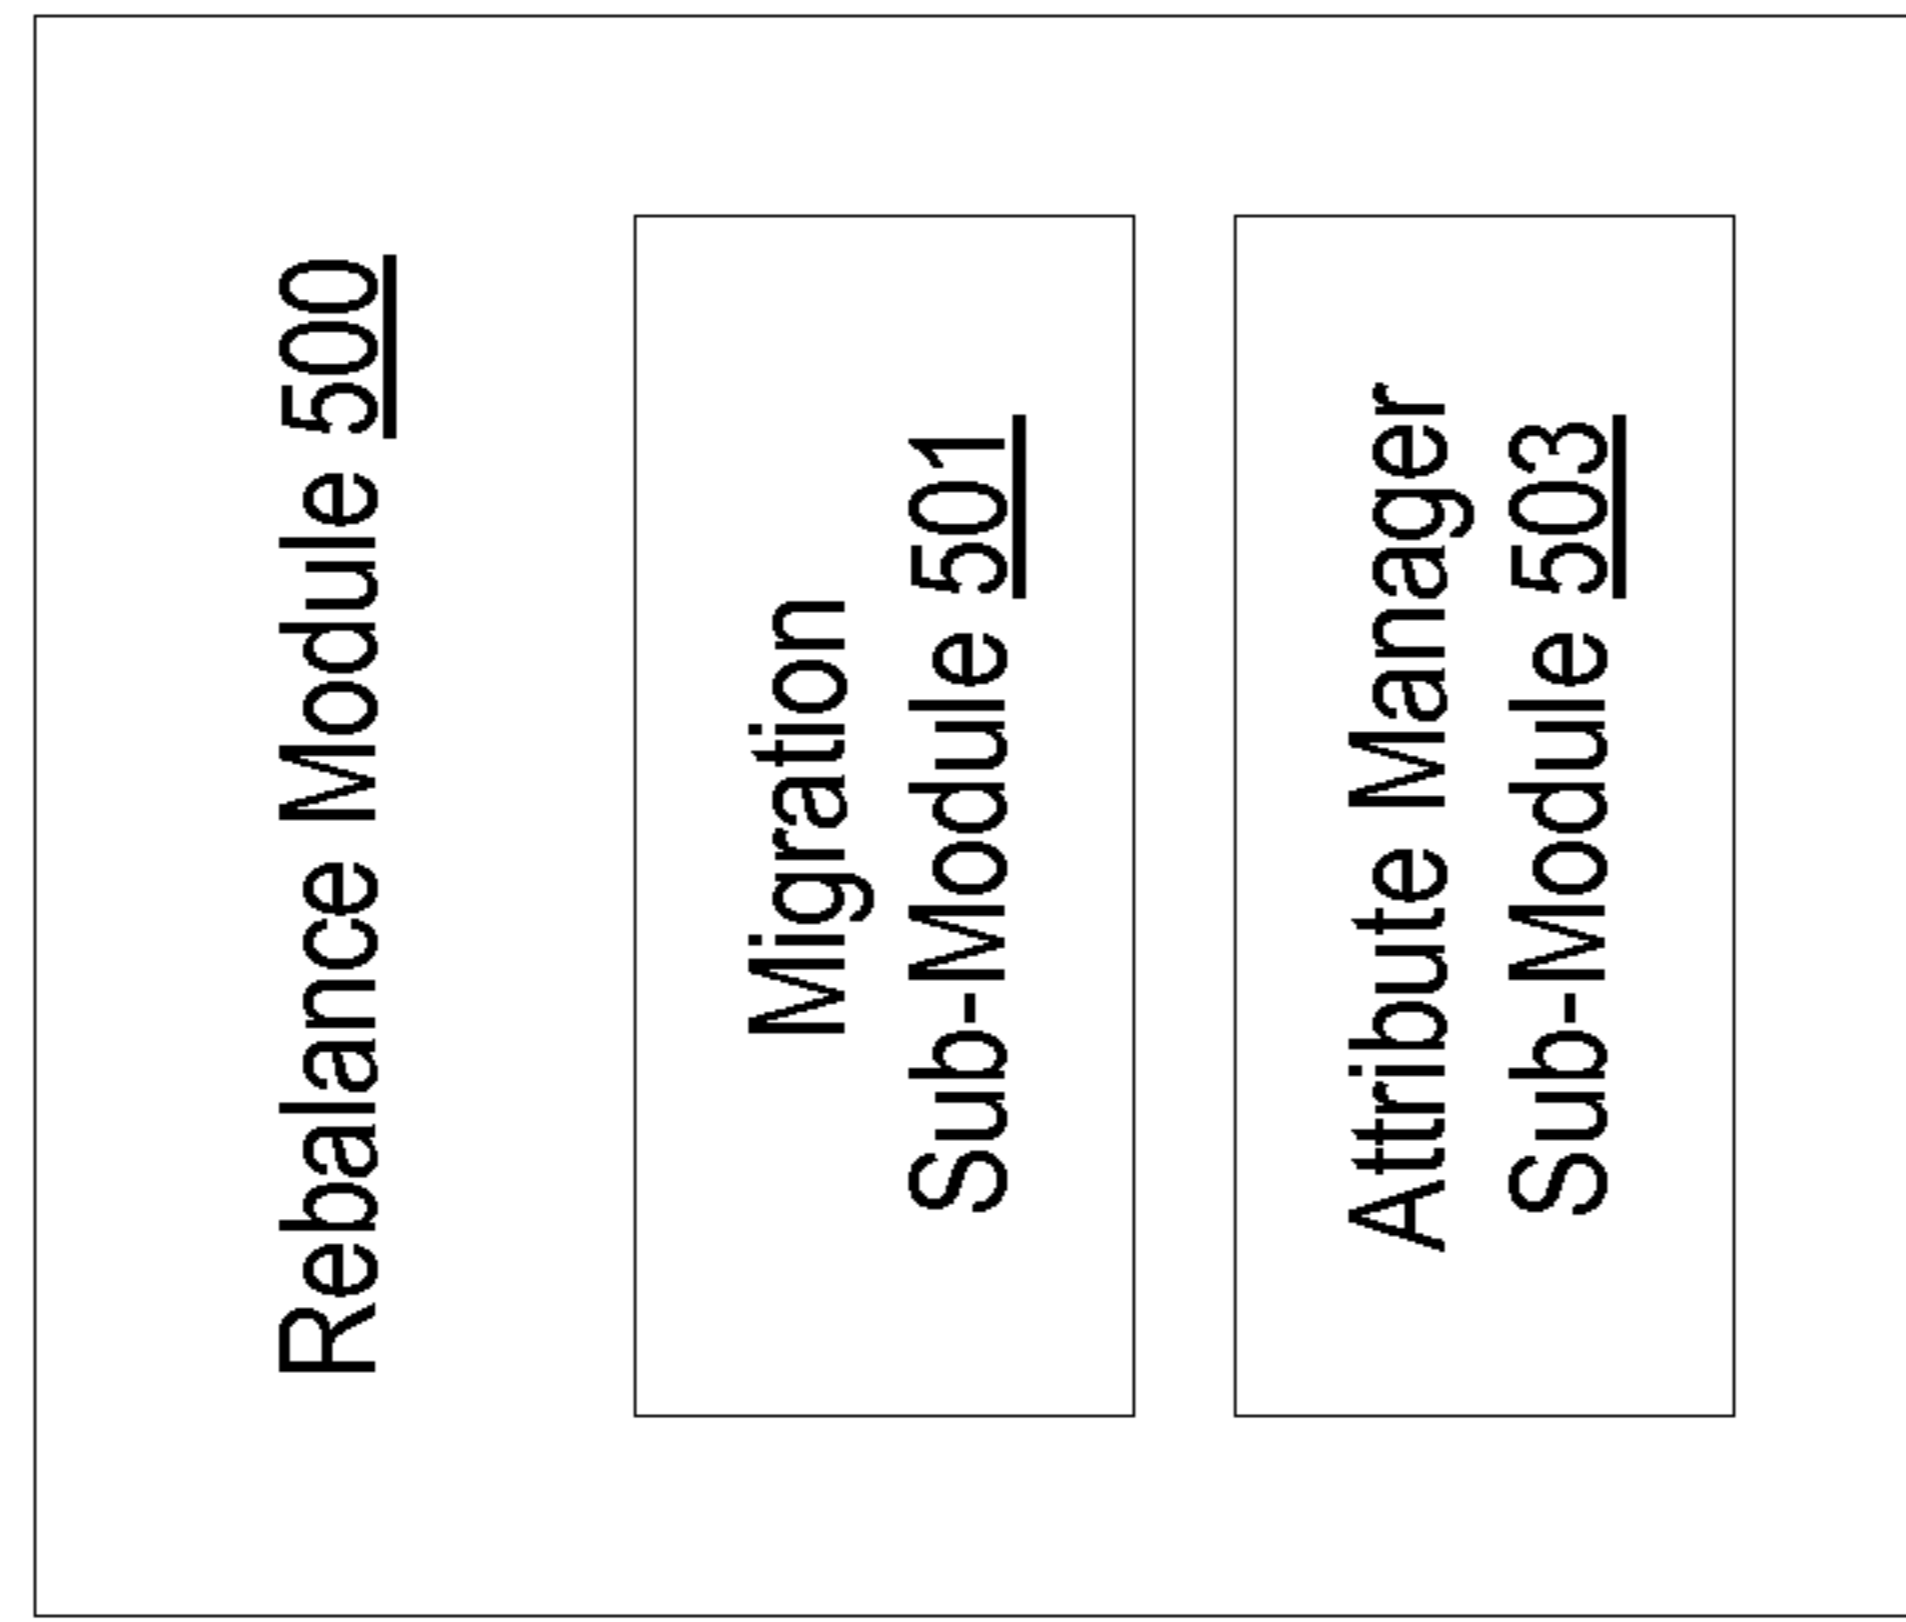 Rebalance Module 500
Migration
Sub-Module 501
Attribute Manager
Sub-Module 503